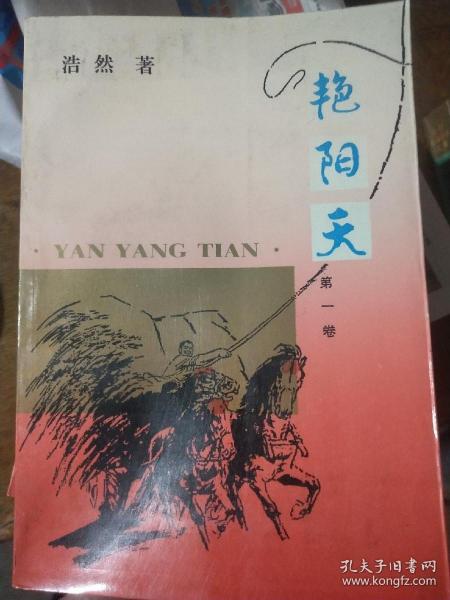 浩然 著
艳阳天
· YAN YANG TIAN ·
第一卷
孔夫子旧书网
www.kongfz.com